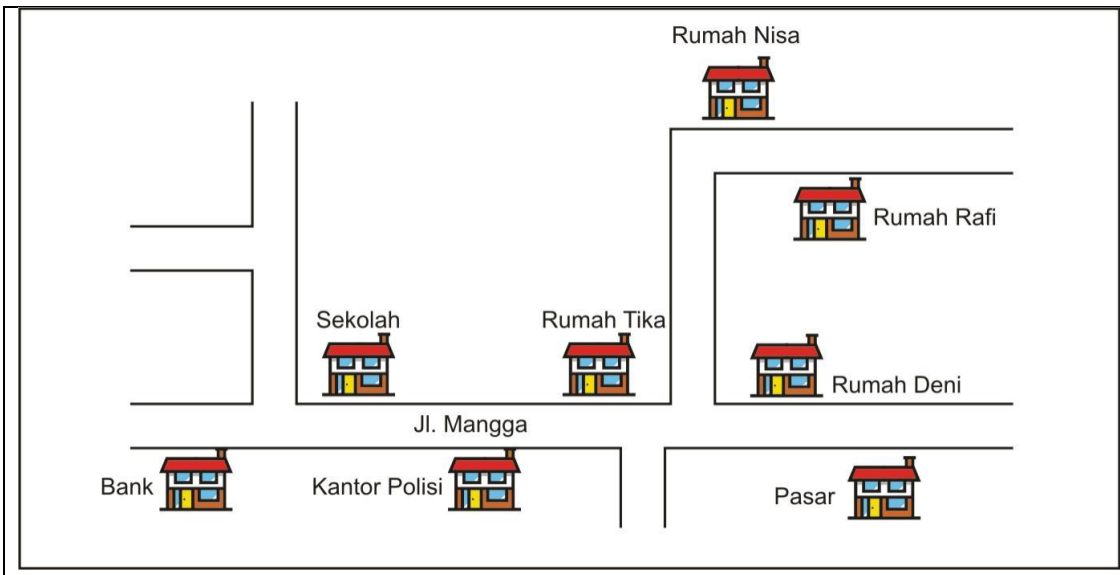 Rumah Nisa
Rumah Rafi
Sekolah
Rumah Tika
Rumah Deni
Jl. Mangga
Bank
Kantor Polisi
Pasar